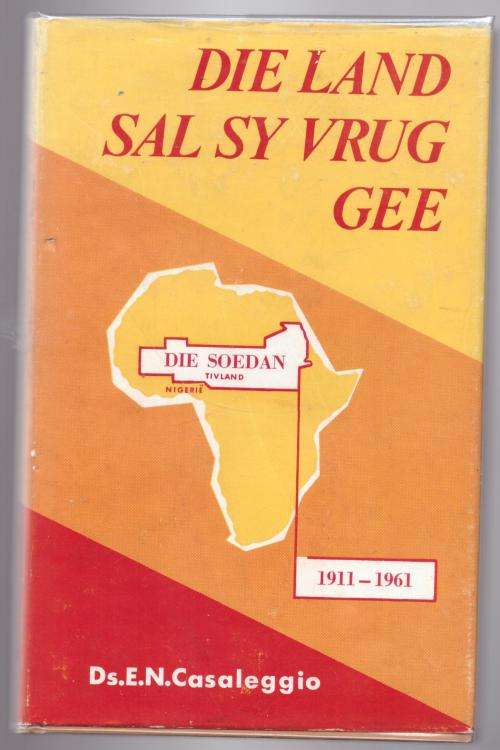 DIE LAND
SAL SY VRUG
GEE
DIE SOEDAN
TIVLAND
NIGERIË
1911–1961
Ds.E.N.Casaleggio